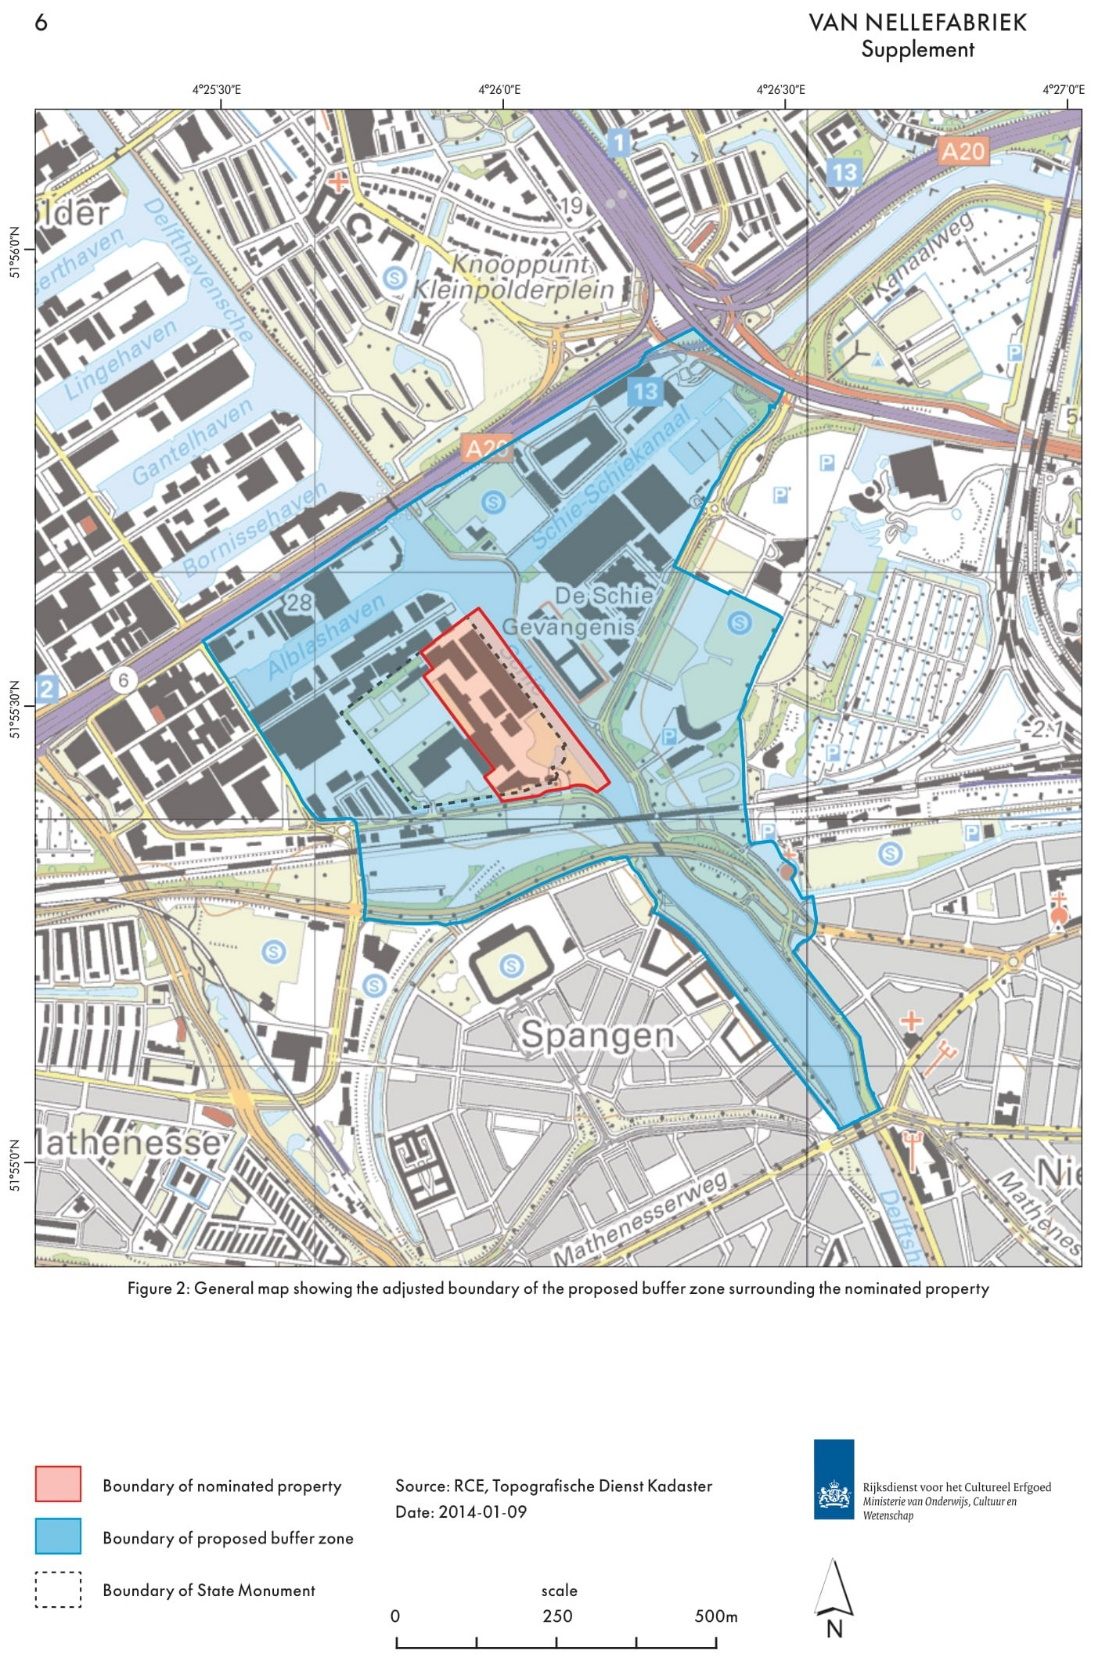 6
VAN NELLEFABRIEK
Supplement
4°25'30"E
4°26'0"E
4°26'30"E
4°27'0"E
51°56'0"N
51°55'30"N
51°55'0"N
1
A20
13
19
lder
Delfthavensche
Kanaalweg
Knooppunt
Kleinpolderplein
erthaven
Lingehaven
13
Gantelhaven
A20
Schie-Schiekanaal
Bornissehaven
28
De Schie
Gevangenis
Alblashaven
6
2
-2.1
P
P
P
P
P
P
P
S
S
S
S
S
S
S
Spangen
Mathenesse
Mathenesserweg
Delftsh
Nie
Mathenes
Figure 2: General map showing the adjusted boundary of the proposed buffer zone surrounding the nominated property
Boundary of nominated property
Boundary of proposed buffer zone
Boundary of State Monument
Source: RCE, Topografische Dienst Kadaster
Date: 2014-01-09
scale
0 250 500m
Rijksdienst voor het Cultureel Erfgoed
Ministerie van Onderwijs, Cultuur en
Wetenschap
N